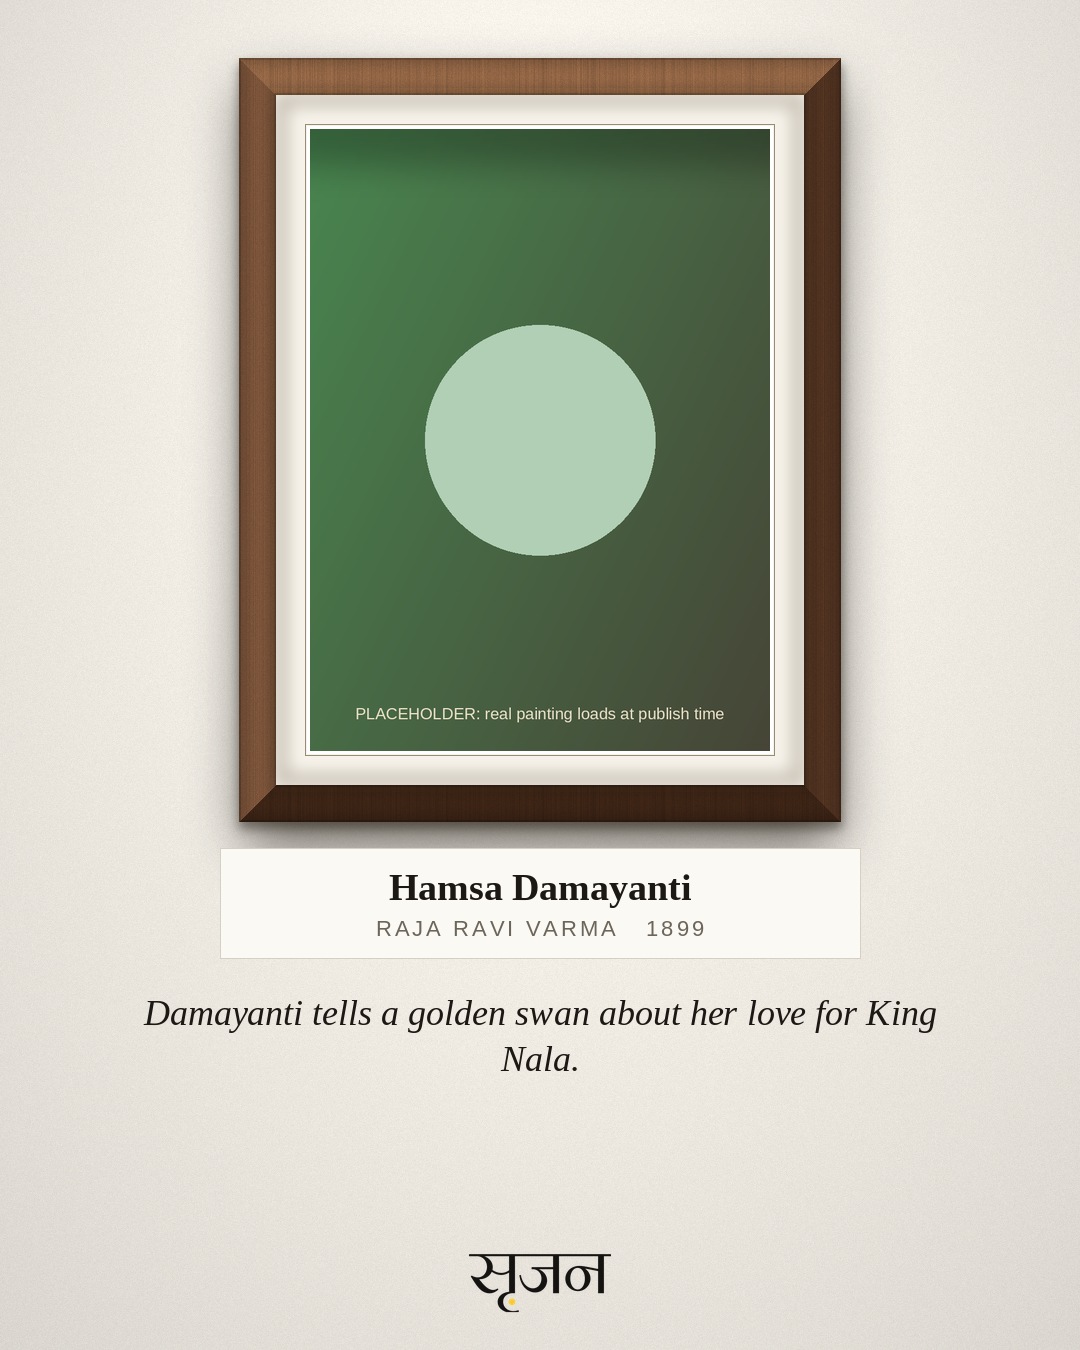 PLACEHOLDER: real painting loads at publish time
Hamsa Damayanti
RAJA RAVI VARMA 1899
Damayanti tells a golden swan about her love for King
Nala.
सृजन